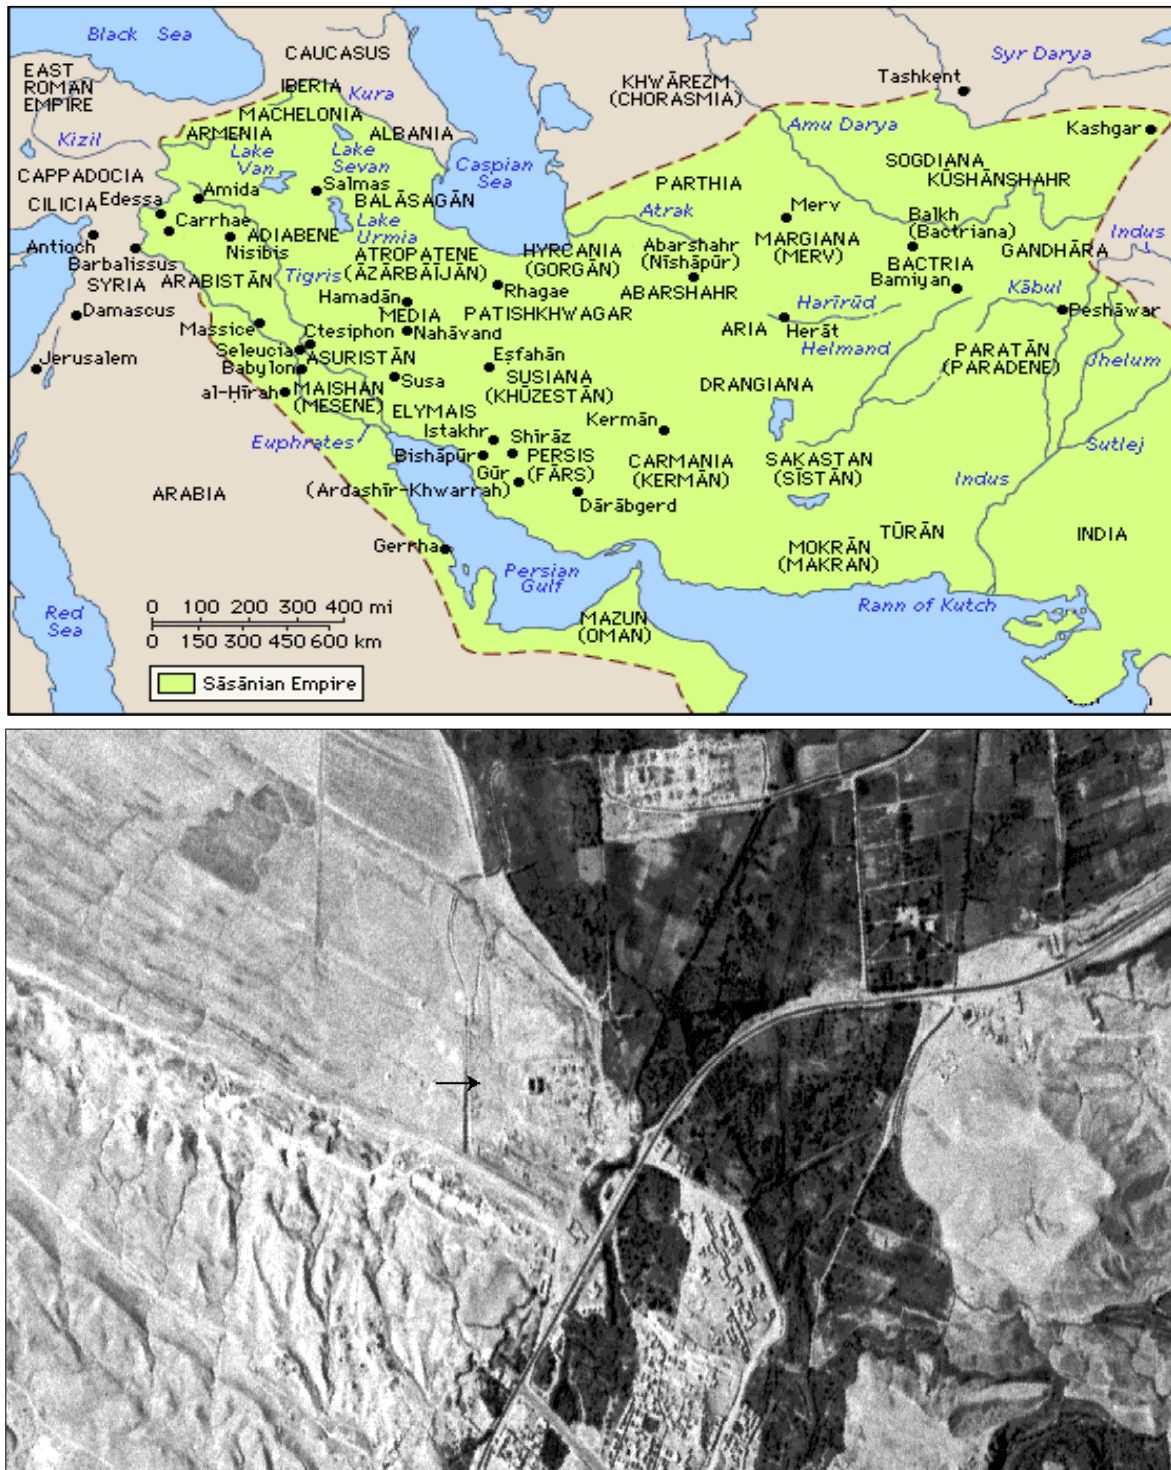 Black Sea
CAUCASUS
Syr Darya
EAST
ROMAN
EMPIRE
IBERIA
Kura
KHWĀREZM
(CHORASMIA)
Tashkent
MACHELONIA
Kizil
ARMENIA
ALBANIA
Amu Darya
Kashgar
Lake
Van
Lake
Sevan
Caspian
Sea
SOGDIANA
KŪSHĀNSHAHR
CAPPADOCIA
Amida
Salmas
BALĀSAGĀN
PARTHIA
CILICIA
Edessa
Carrhae
Lake
Urmia
Atrak
Merv
Balkh
(Bactriana)
Indus
Antioch
ADIABENE
Nisibis
HYRCANIA
(GORGĀN)
Abarshahr
(Nīshāpūr)
MARGIANA
(MERV)
GANDHĀRA
Barbalissus
SYRIA
ARABISTĀN
Tigris
ATROPATENE
(ĀZĀRBĀIJĀN)
Rhagae
ABARSHAHR
BACTRIA
Bamiyan
Kābul
Damascus
Hamadān
MEDIA
Nahāvand
PATISHKHWAGAR
Harīrūd
Peshāwar
Massice
Ctesiphon
ARIA
Herāt
Helmand
Jerusalem
Seleucia
ASURISTĀN
Babylon
Eşfahān
PARATĀN
(PARADENE)
Jhelum
al-Ḥīrah
MAISHĀN
(MESENE)
Susa
SUSIANA
(KHŪZESTĀN)
DRANGIANA
ELYMAIS
Istakhr
Kermān
Euphrates
Shīrāz
Sutlej
Bishāpūr
PERSIS
(FĀRS)
CARMANIA
(KERMĀN)
SAKASTAN
(SĪSTĀN)
Indus
Gūr
(Ardashīr-Khwarrah)
ARABIA
Dārābgerd
TŪRĀN
INDIA
Gerrha
MOKRĀN
(MAKRAN)
Persian
Gulf
Rann of Kutch
Red
Sea
0 100 200 300 400 mi
0 150 300 450 600 km
MAZUN
(OMAN)
Sāsānian Empire